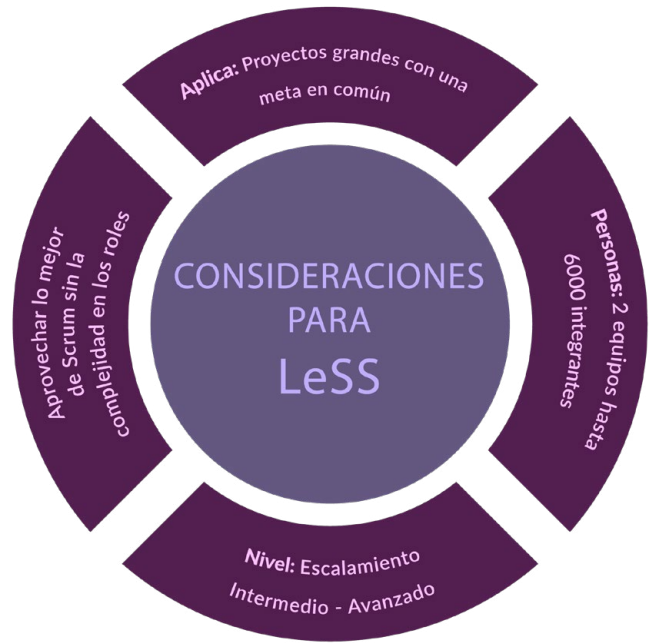 Aplica: Proyectos grandes con una
meta en común
Personas: 2 equipos hasta
6000 integrantes
Nivel: Escalamiento
Intermedio - Avanzado
Aprovechar lo mejor
de Scrum sin la
complejidad en los roles
CONSIDERACIONES
PARA
LeSS